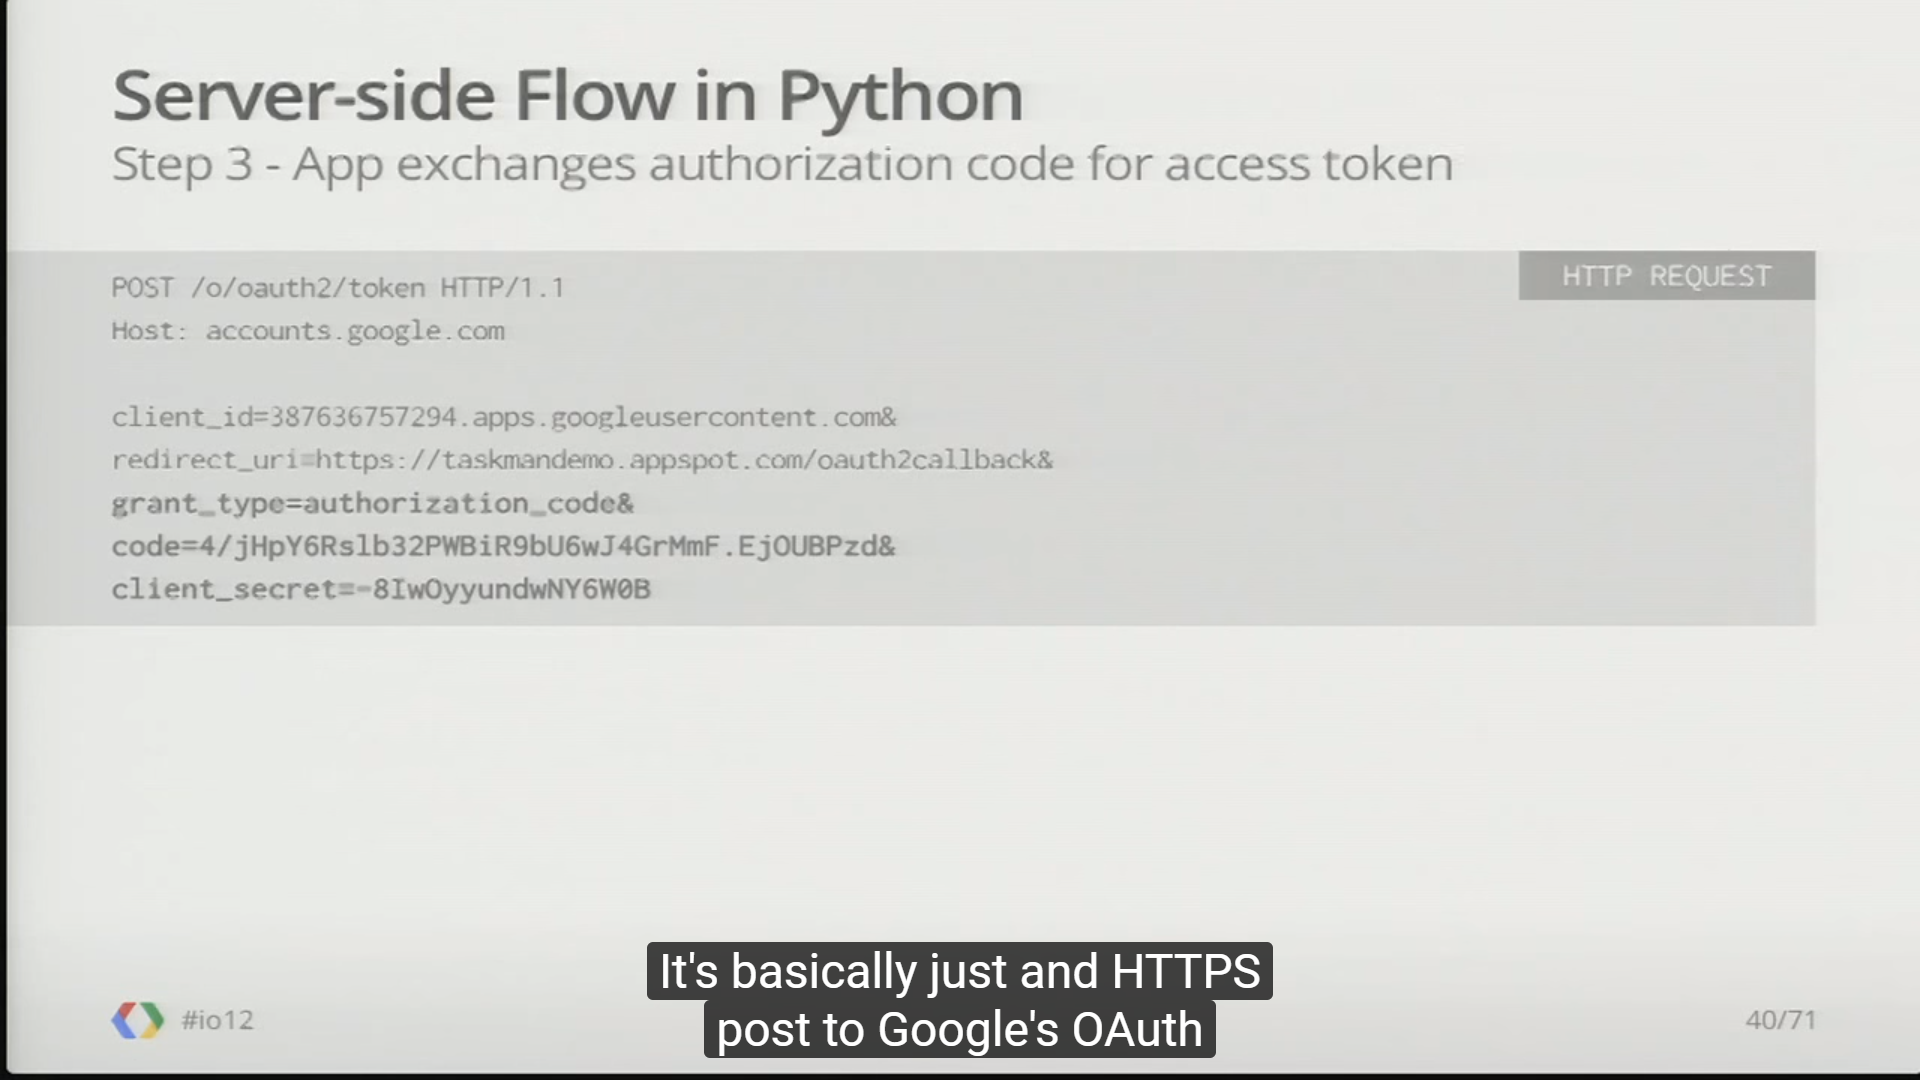 Server-side Flow in Python
Step 3 - App exchanges authorization code for access token
HTTP REQUEST
POST /o/oauth2/token HTTP/1.1
Host: accounts.google.com
client_id=387636757294.apps.googleusercontent.com&
redirect_uri=https://taskmandemo.appspot.com/oauth2callback&
grant_type=authorization_code&
code=4/jHpY6Rslb32PWBiR9bU6wJ4GrMmF.EjOUBPzd&
client_secret=-8IwOyyundwNY6W0B
It's basically just and HTTPS
post to Google's OAuth
#io12
40/71